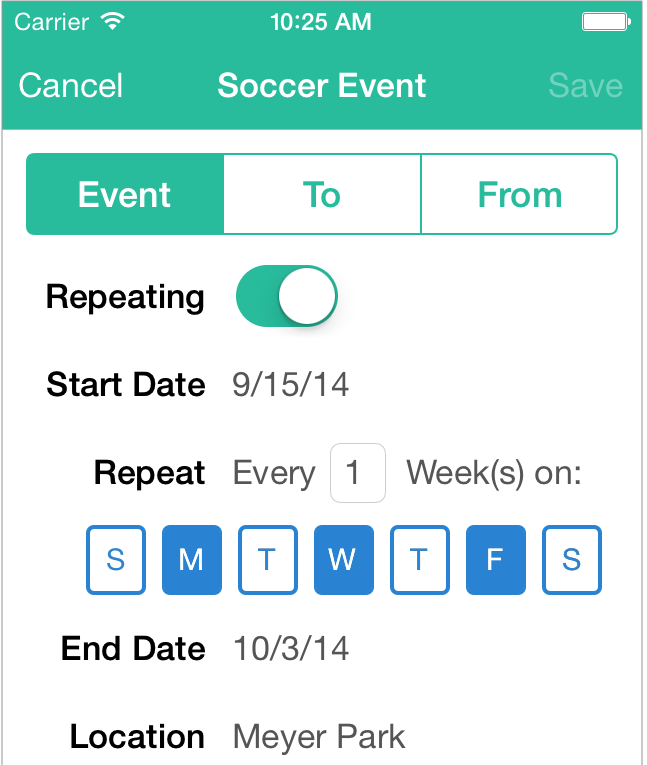 Carrier 10:25 AM
Cancel Soccer Event Save
Event To From
Repeating
Start Date 9/15/14
Repeat Every 1 Week(s) on:
S M T W T F S
End Date 10/3/14
Location Meyer Park